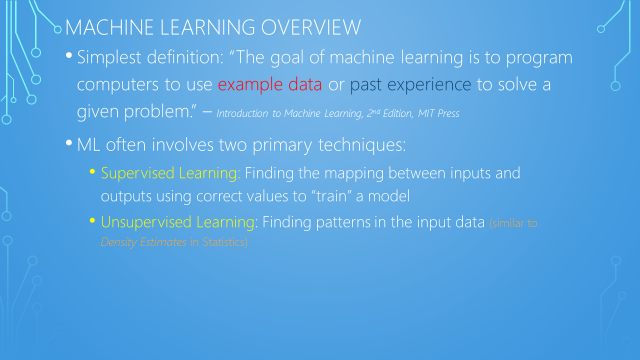 MACHINE LEARNING OVERVIEW
• Simplest definition: “The goal of machine learning is to program
computers to use example data or past experience to solve a
given problem.” – Introduction to Machine Learning, 2nd Edition, MIT Press
• ML often involves two primary techniques:
• Supervised Learning: Finding the mapping between inputs and
outputs using correct values to “train” a model
• Unsupervised Learning: Finding patterns in the input data (similar to
Density Estimates in Statistics)